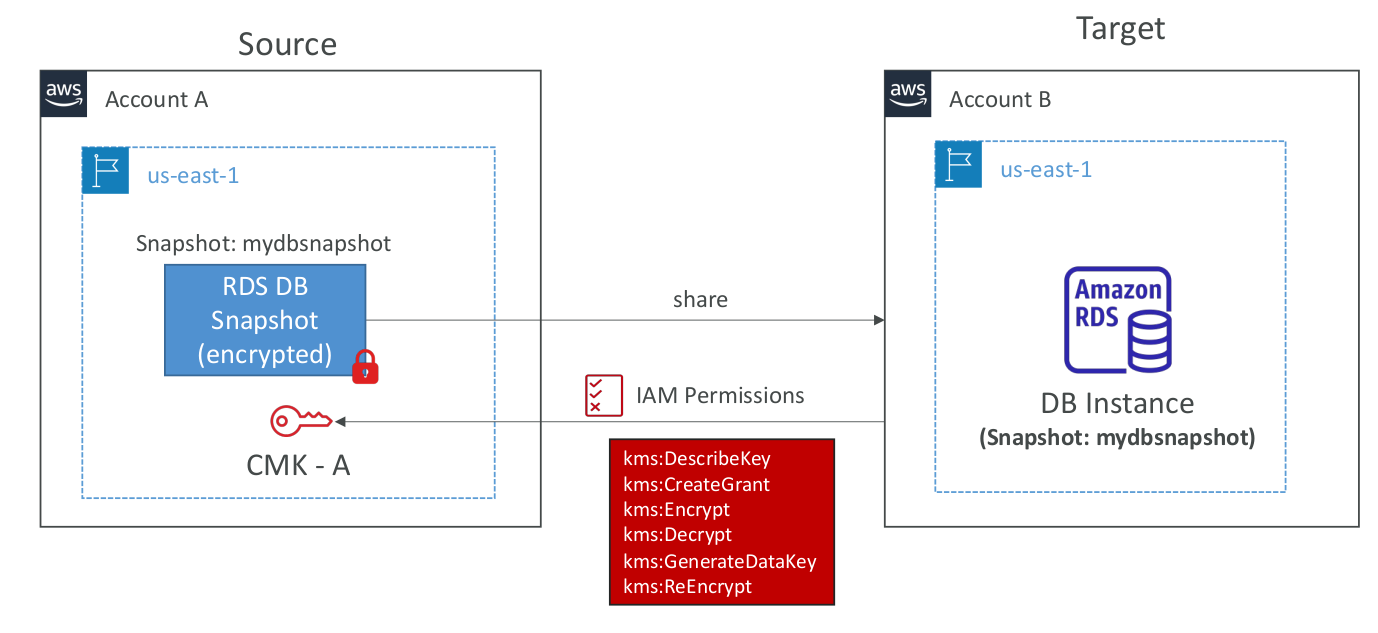 Source
Target
aws
Account A
aws
Account B
us-east-1
us-east-1
Snapshot: mydbsnapshot
RDS DB
Snapshot
(encrypted)
share
Amazon
RDS
IAM Permissions
DB Instance
(Snapshot: mydbsnapshot)
CMK - A
kms:DescribeKey
kms:CreateGrant
kms:Encrypt
kms:Decrypt
kms:GenerateDataKey
kms:ReEncrypt